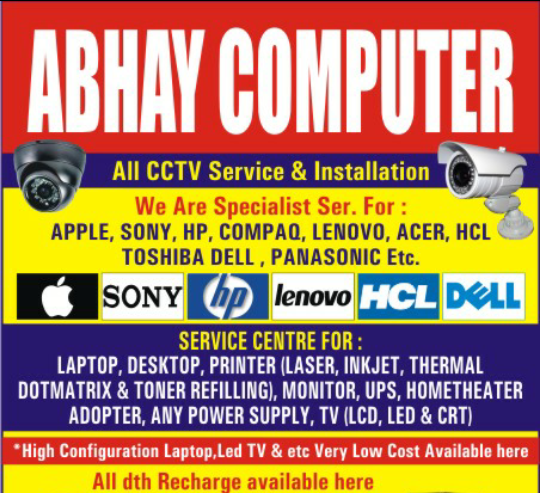 ABHAY COMPUTER
All CCTV Service & Installation
We Are Specialist Ser. For :
APPLE, SONY, HP, COMPAQ, LENOVO, ACER, HCL
TOSHIBA DELL , PANASONIC Etc.
SONY hp lenovo HCL DELL
SERVICE CENTRE FOR :
LAPTOP, DESKTOP, PRINTER (LASER, INKJET, THERMAL
DOTMATRIX & TONER REFILLING), MONITOR, UPS, HOMETHEATER
ADOPTER, ANY POWER SUPPLY, TV (LCD, LED & CRT)
*High Configuration Laptop,Led TV & etc Very Low Cost Available here
All dth Recharge available here